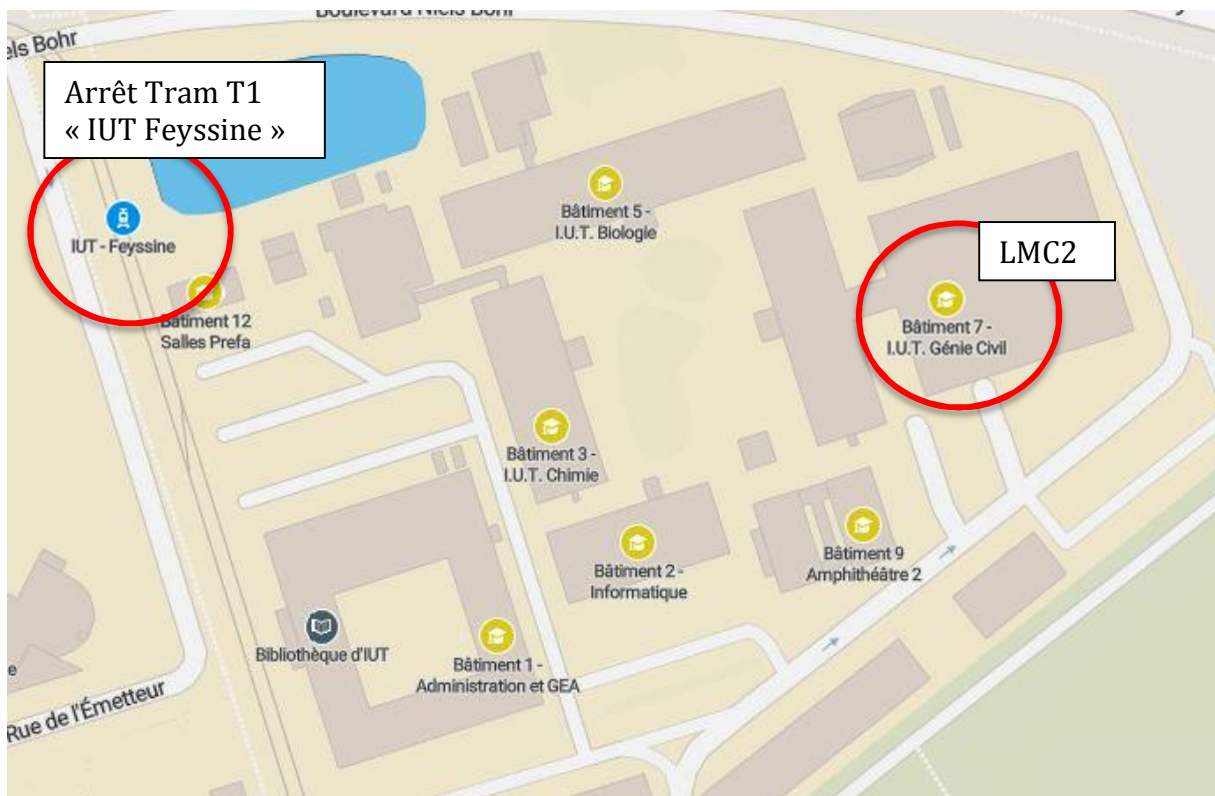 Boulevard Niels Bohr
els Bohr
Arrêt Tram T1
« IUT Feyssine »
IUT - Feyssine
Bâtiment 5 -
I.U.T. Biologie
LMC2
Bâtiment 12
Salles Prefa
Bâtiment 7 -
I.U.T. Génie Civil
Bâtiment 3 -
I.U.T. Chimie
Bâtiment 2 -
Informatique
Bâtiment 9
Amphithéâtre 2
Bibliothèque d'IUT
Bâtiment 1 -
Administration et GEA
e
Rue de l'Émetteur